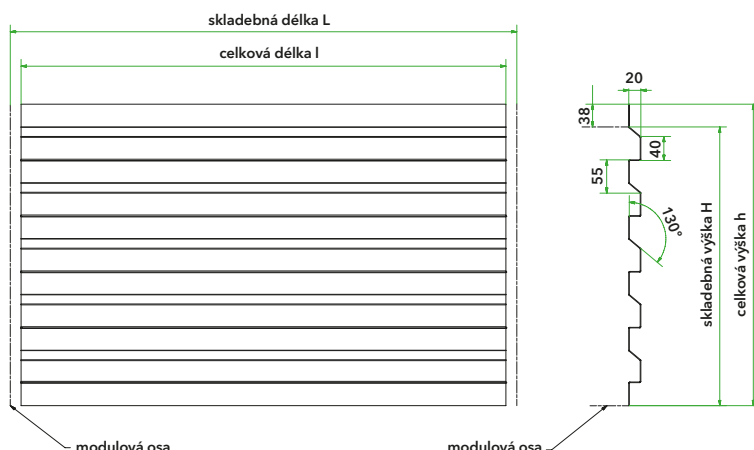 skladebná délka L
celková délka l
20
38
40
55
130°
skladebná výška H
celková výška h
modulová osa
modulová osa